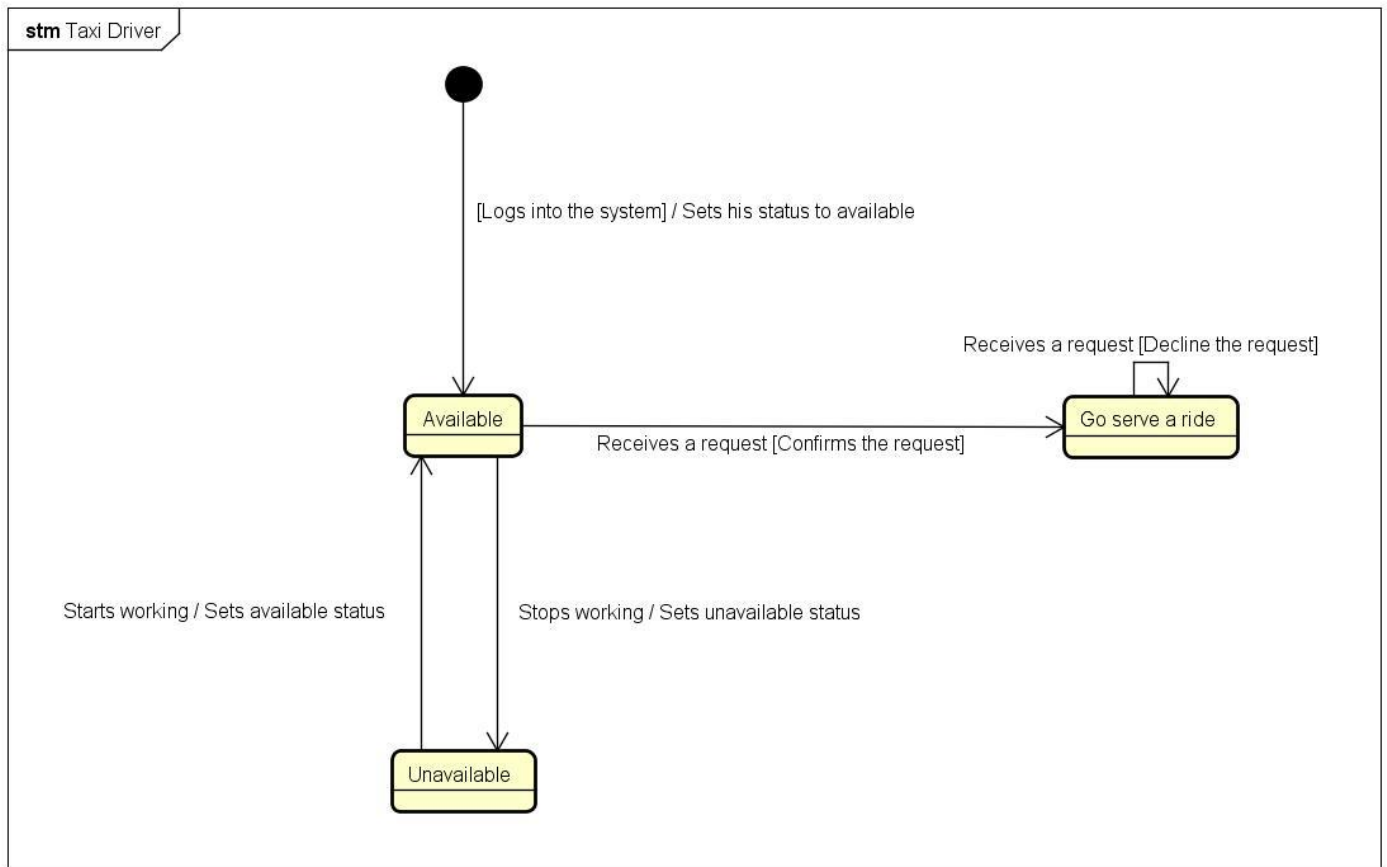 stm Taxi Driver
[Logs into the system] / Sets his status to available
Receives a request [Decline the request]
Available
Go serve a ride
Receives a request [Confirms the request]
Starts working / Sets available status
Stops working / Sets unavailable status
Unavailable